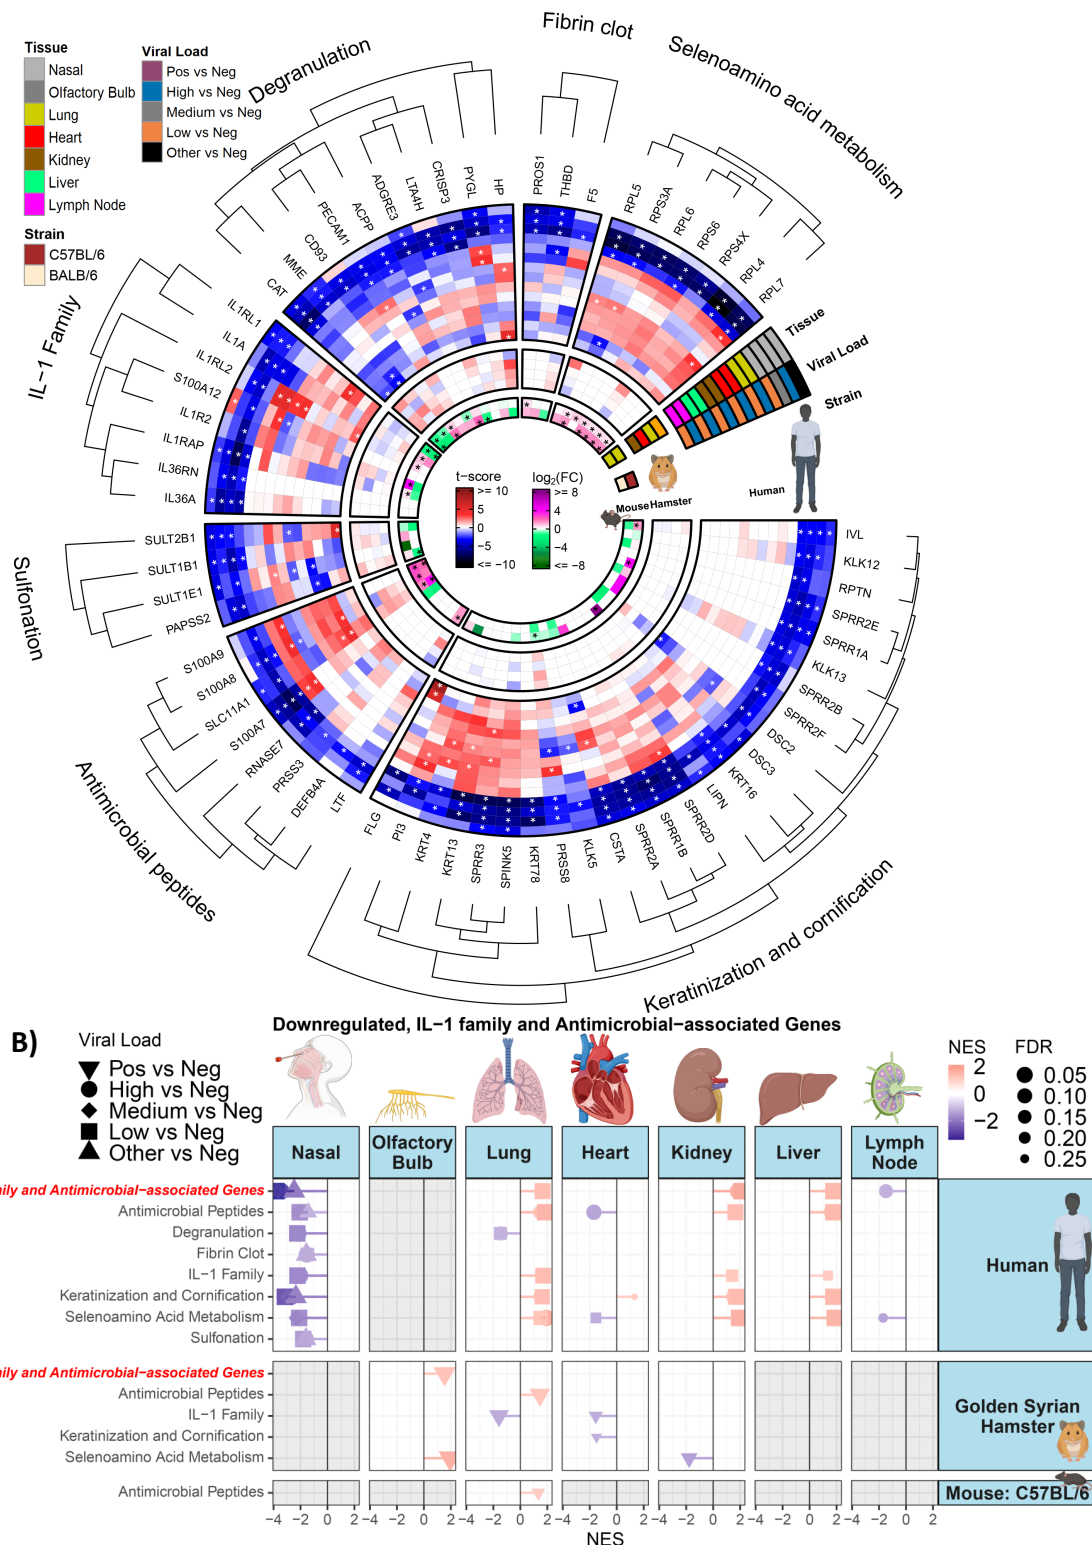 Tissue
Nasal
Olfactory Bulb
Lung
Heart
Kidney
Liver
Lymph Node
Strain
C57BL/6
BALB/6
Viral Load
Pos vs Neg
High vs Neg
Medium vs Neg
Low vs Neg
Other vs Neg
Degranulation
Fibrin clot
Selenoamino acid metabolism
CAT
MME
CD93
PECAM1
ACPP
ADGRE3
LTA4H
CRISP3
PYGL
HP
PROS1
THBD
F5
RPL5
RPS3A
RPL6
RPS6
RPS4X
RPL4
RPL7
Tissue
Viral Load
Strain
IL−1 Family
IL1RL1
IL1A
IL1RL2
S100A12
IL1R2
IL1RAP
IL36RN
IL36A
Sulfonation
SULT2B1
SULT1B1
SULT1E1
PAPSS2
Antimicrobial peptides
S100A9
S100A8
SLC11A1
S100A7
RNASE7
PRSS3
DEFB4A
LTF
t−score
>= 10
5
0
−5
<= −10
log2(FC)
>= 8
4
0
−4
<= −8
Mouse
Hamster
Human
IVL
KLK12
RPTN
SPRR2E
SPRR1A
KLK13
SPRR2B
SPRR2F
DSC2
DSC3
KRT16
LIPN
SPRR2D
SPRR1B
SPRR2A
CSTA
KLK5
PRSS8
KRT78
SPINK5
SPRR3
KRT13
KRT4
PI3
FLG
Keratinization and cornification
B)
Downregulated, IL−1 family and Antimicrobial−associated Genes
Viral Load
Pos vs Neg
High vs Neg
Medium vs Neg
Low vs Neg
Other vs Neg
NES
2
0
−2
FDR
0.05
0.10
0.15
0.20
0.25
Nasal
Olfactory Bulb
Lung
Heart
Kidney
Liver
Lymph Node
and Antimicrobial−associated Genes
Antimicrobial Peptides
Degranulation
Fibrin Clot
IL−1 Family
Keratinization and Cornification
Selenoamino Acid Metabolism
Sulfonation
Human
and Antimicrobial−associated Genes
Antimicrobial Peptides
IL−1 Family
Keratinization and Cornification
Selenoamino Acid Metabolism
Golden Syrian
Hamster
Antimicrobial Peptides
Mouse: C57BL/6
−4 −2 0 2 −4 −2 0 2 −4 −2 0 2 −4 −2 0 2 −4 −2 0 2 −4 −2 0 2 −4 −2 0 2
NES